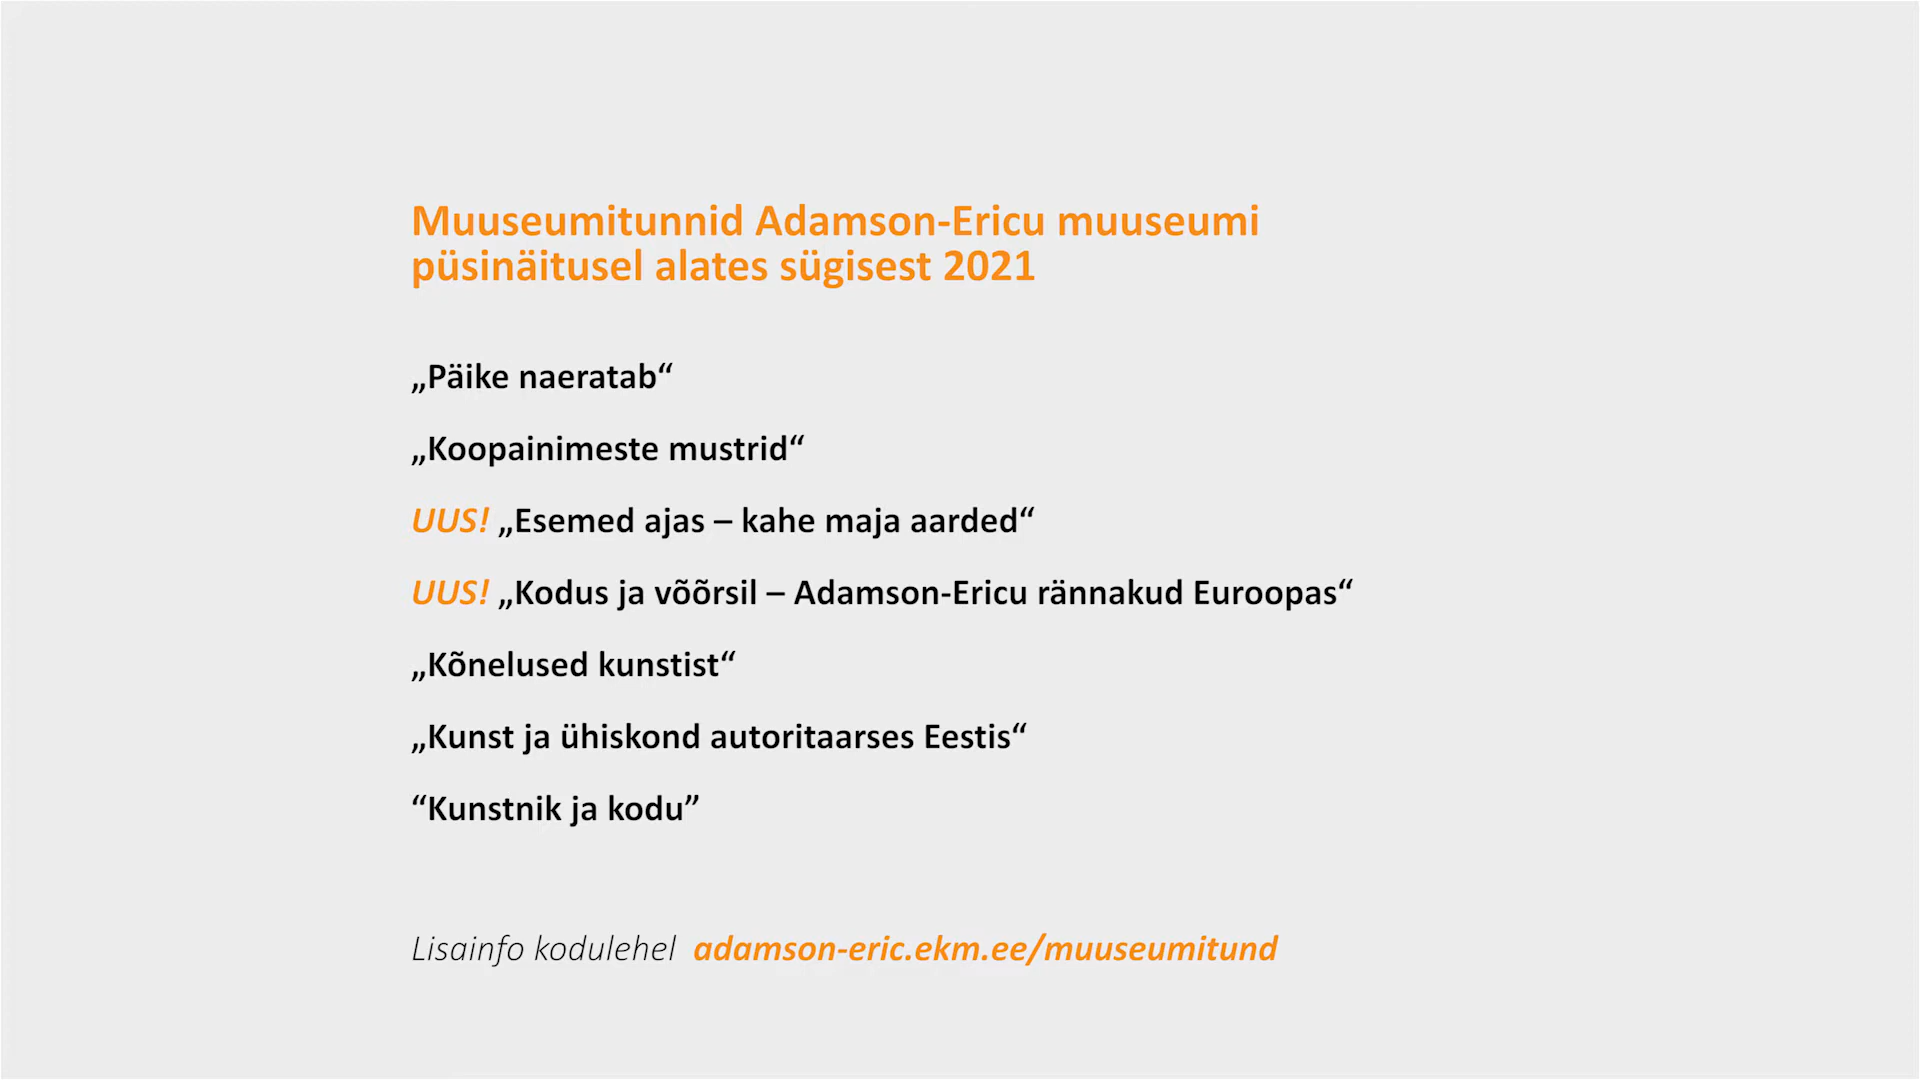 Muuseumitunnid Adamson-Ericu muuseumi
püsinäitusel alates sügisest 2021
„Päike naeratab“
„Koopainimeste mustrid“
UUS! „Esemed ajas – kahe maja aarded“
UUS! „Kodus ja võõrsil – Adamson-Ericu rännakud Euroopas“
„Kõnelused kunstist“
„Kunst ja ühiskond autoritaarses Eestis“
“Kunstnik ja kodu”
Lisainfo kodulehel adamson-eric.ekm.ee/muuseumitund